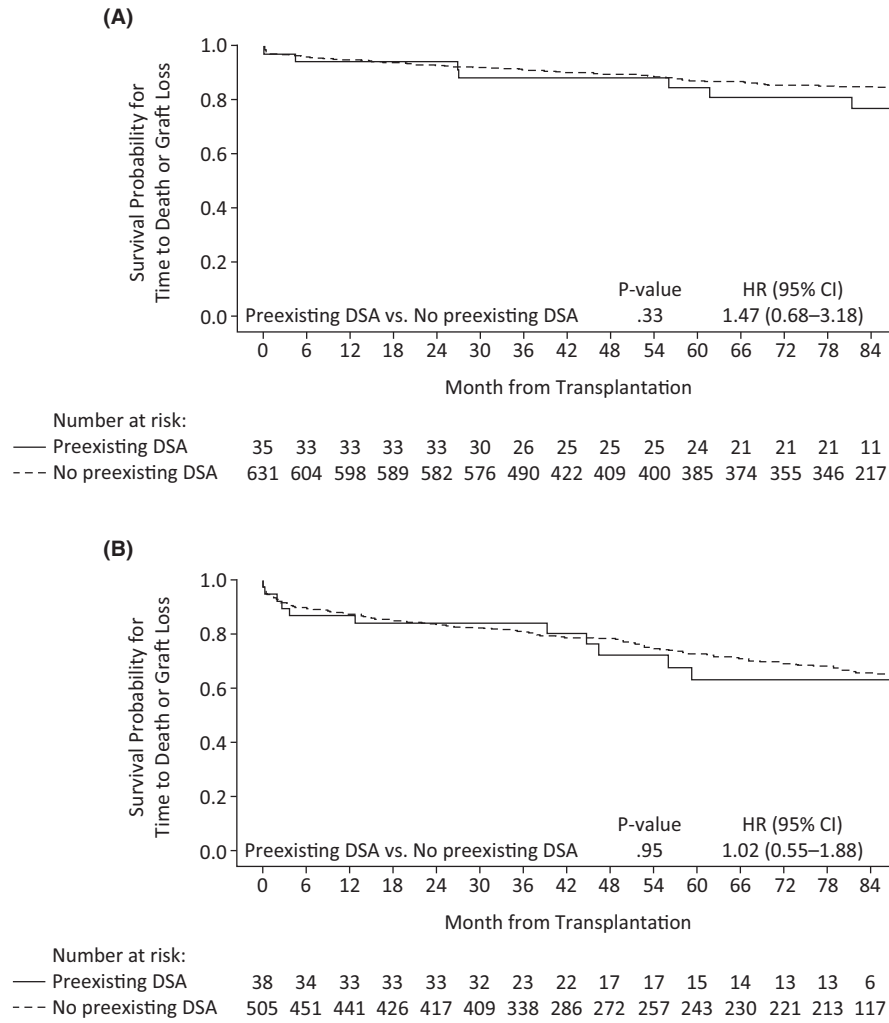 (A)
Survival Probability for
Time to Death or Graft Loss
1.0
0.8
0.6
0.4
0.2
0.0
P-value HR (95% CI)
Preexisting DSA vs. No preexisting DSA .33 1.47 (0.68–3.18)
0 6 12 18 24 30 36 42 48 54 60 66 72 78 84
Month from Transplantation
Number at risk:
Preexisting DSA 35 33 33 33 33 30 26 25 25 25 24 21 21 21 11
No preexisting DSA 631 604 598 589 582 576 490 422 409 400 385 374 355 346 217
(B)
Survival Probability for
Time to Death or Graft Loss
1.0
0.8
0.6
0.4
0.2
0.0
P-value HR (95% CI)
Preexisting DSA vs. No preexisting DSA .95 1.02 (0.55–1.88)
0 6 12 18 24 30 36 42 48 54 60 66 72 78 84
Month from Transplantation
Number at risk:
Preexisting DSA 38 34 33 33 33 32 23 22 17 17 15 14 13 13 6
No preexisting DSA 505 451 441 426 417 409 338 286 272 257 243 230 221 213 117